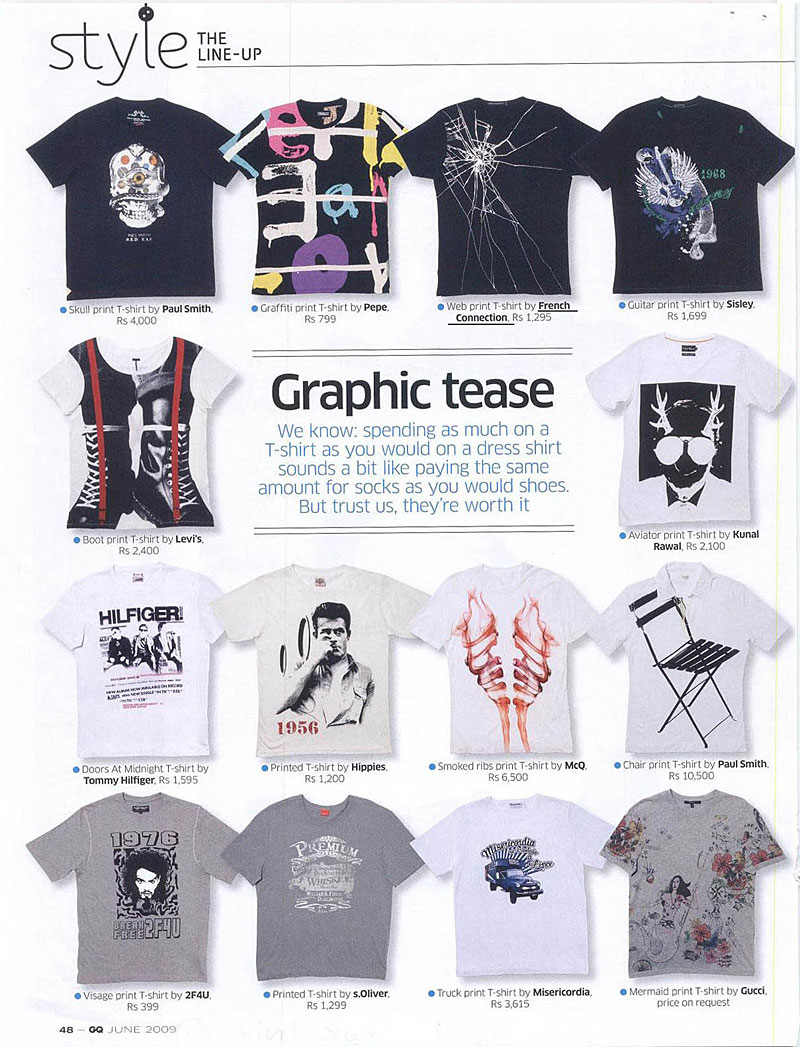 style THE
LINE-UP
1968
Skull print T-shirt by Paul Smith,
Rs 4,000
Graffiti print T-shirt by Pepe,
Rs 799
Web print T-shirt by French
Connection, Rs 1,295
Guitar print T-shirt by Sisley,
Rs 1,699
Graphic tease
We know: spending as much on a
T-shirt as you would on a dress shirt
sounds a bit like paying the same
amount for socks as you would shoes.
But trust us, they're worth it
Boot print T-shirt by Levi's,
Rs 2,400
Aviator print T-shirt by Kunal
Rawal, Rs 2,100
HILFIGER
1956
Doors At Midnight T-shirt by
Tommy Hilfiger, Rs 1,595
Printed T-shirt by Hippies,
Rs 1,200
Smoked ribs print T-shirt by McQ,
Rs 6,500
Chair print T-shirt by Paul Smith,
Rs 10,500
1976
BREAK
FREE 2F4U
PREMIUM
WHISKEY
Misericordia
Visage print T-shirt by 2F4U,
Rs 399
Printed T-shirt by s.Oliver,
Rs 1,299
Truck print T-shirt by Misericordia,
Rs 3,615
Mermaid print T-shirt by Gucci,
price on request
48 — GQ JUNE 2009